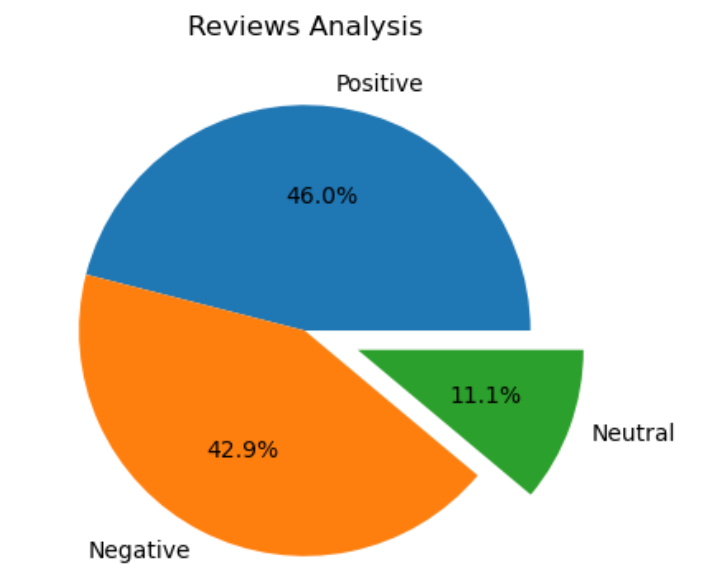 Reviews Analysis
Positive
46.0%
11.1%
Neutral
42.9%
Negative